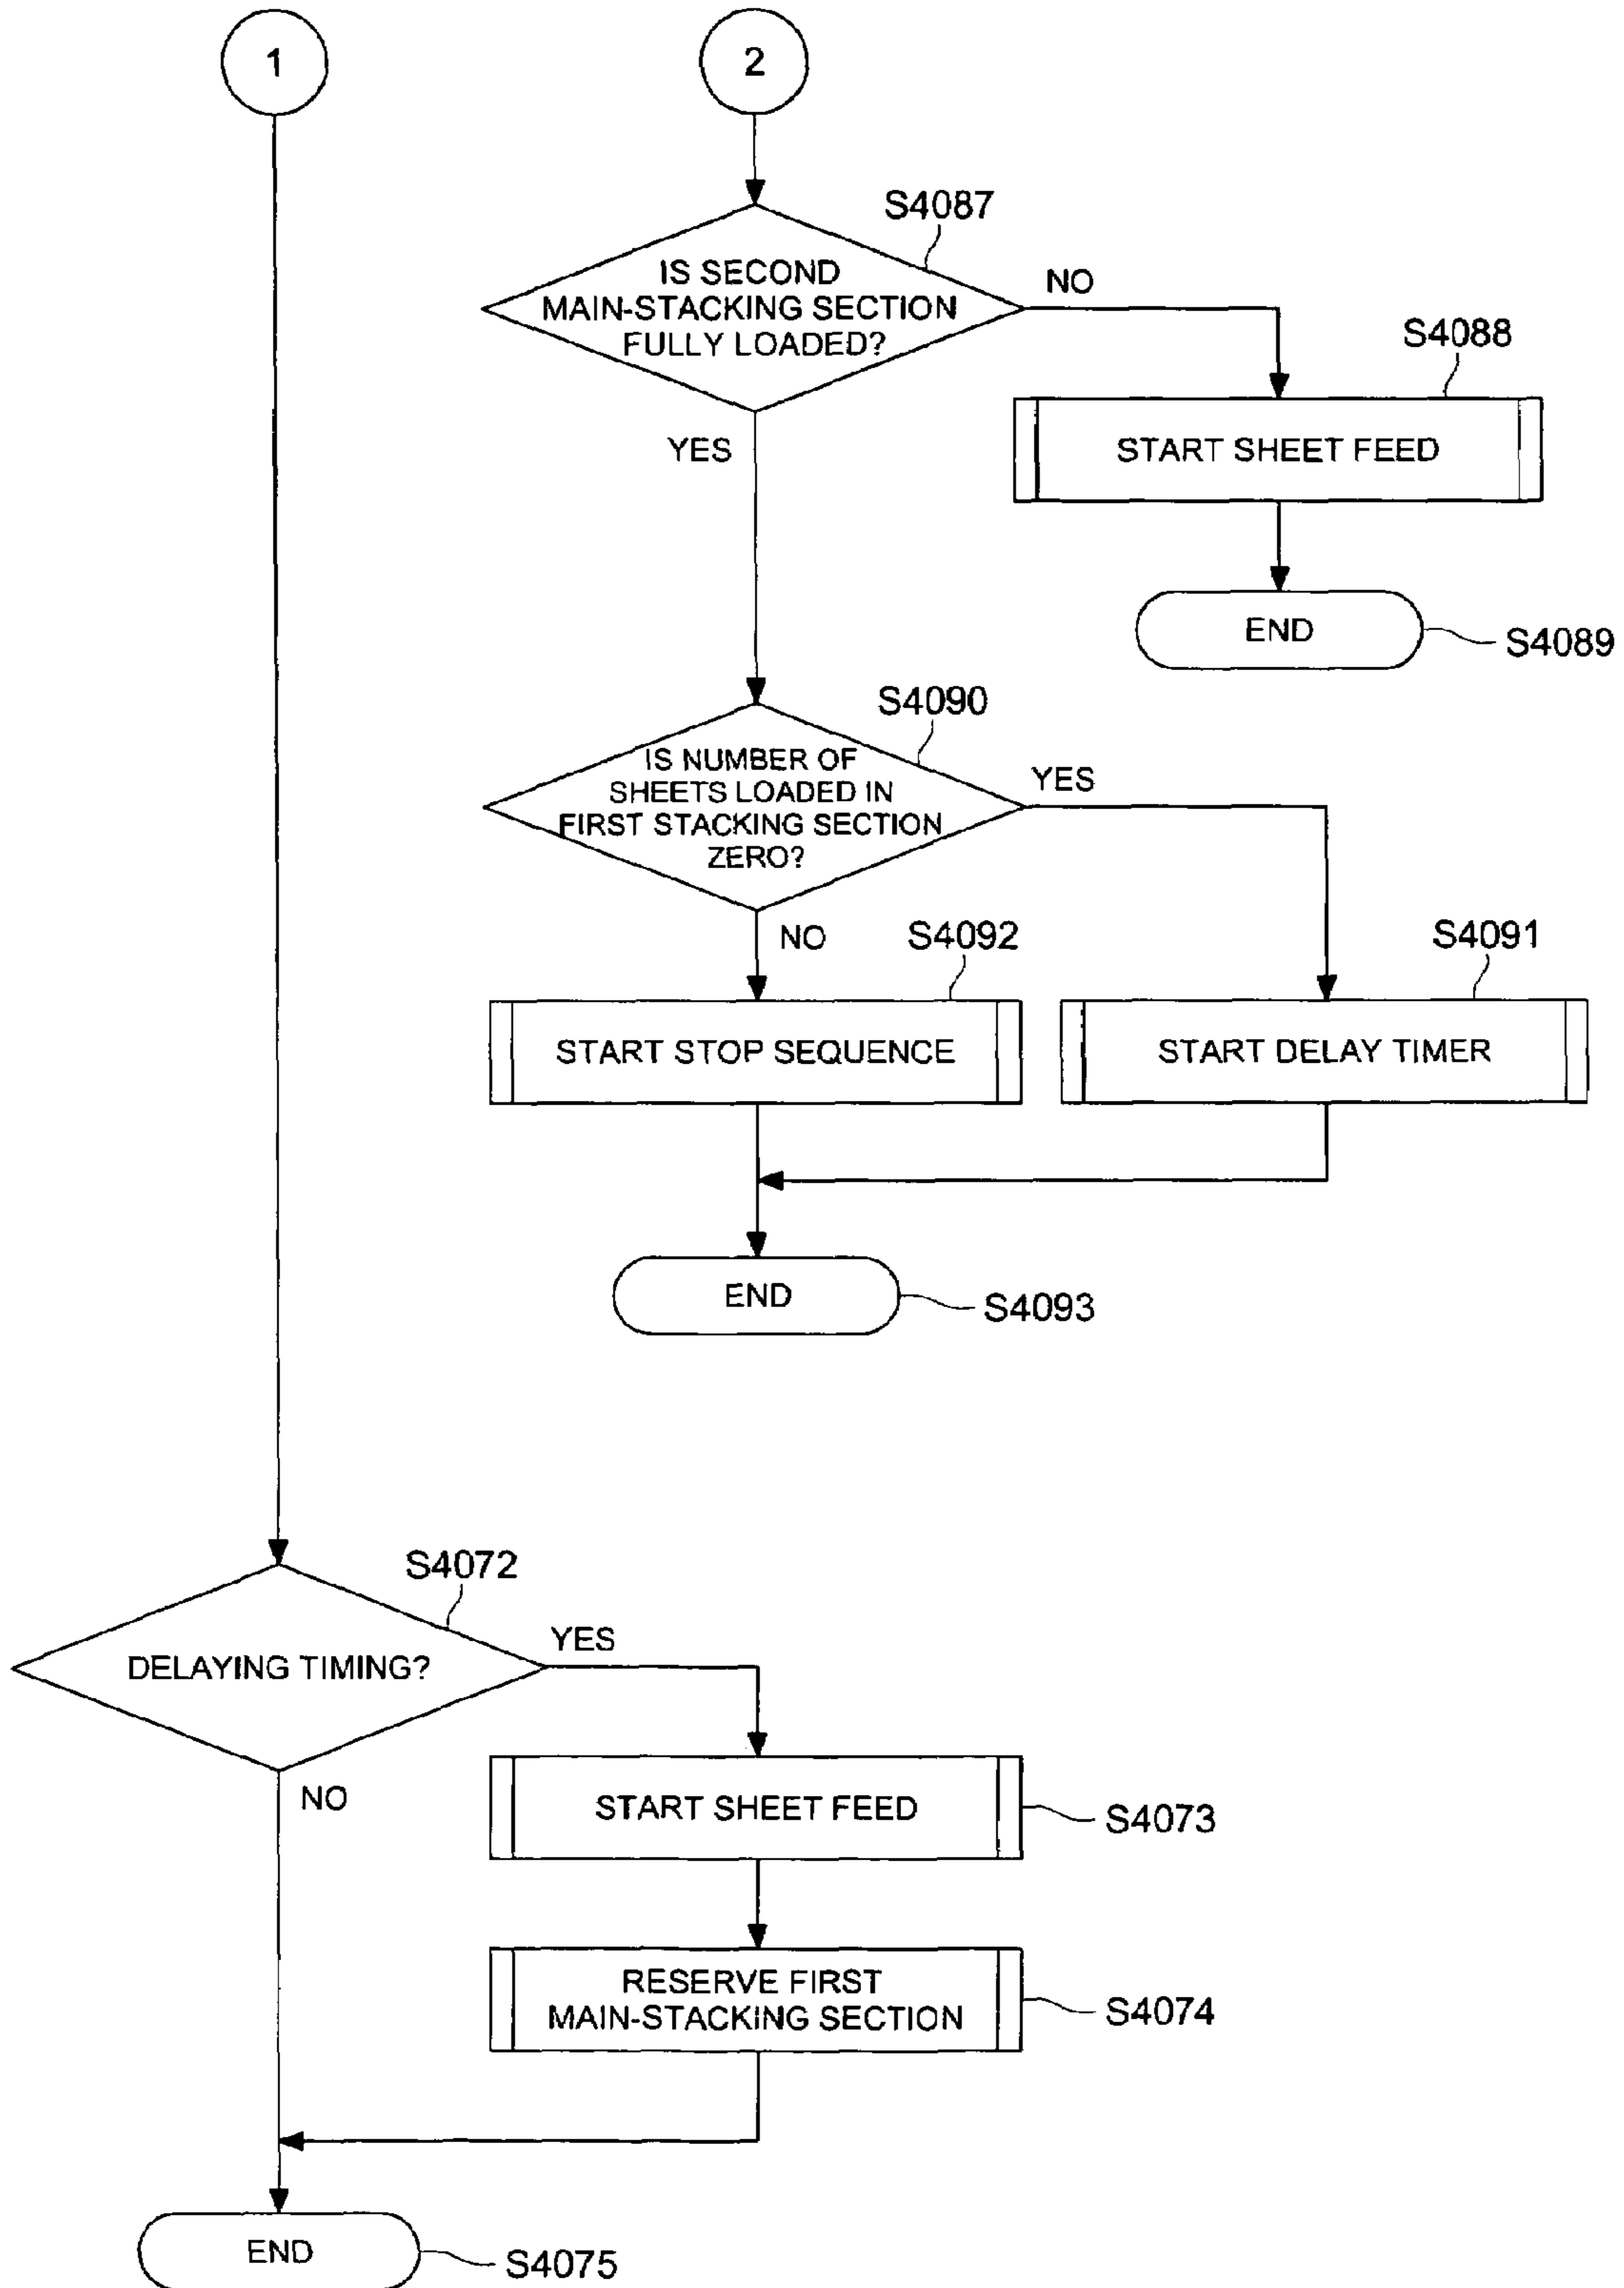 1
2
S4087
IS SECOND
MAIN-STACKING SECTION
FULLY LOADED?
NO
YES
S4088
START SHEET FEED
END
S4089
S4090
IS NUMBER OF
SHEETS LOADED IN
FIRST STACKING SECTION
ZERO?
YES
NO
S4092
S4091
START STOP SEQUENCE
START DELAY TIMER
END
S4093
S4072
DELAYING TIMING?
YES
NO
START SHEET FEED
S4073
RESERVE FIRST
MAIN-STACKING SECTION
S4074
END
S4075